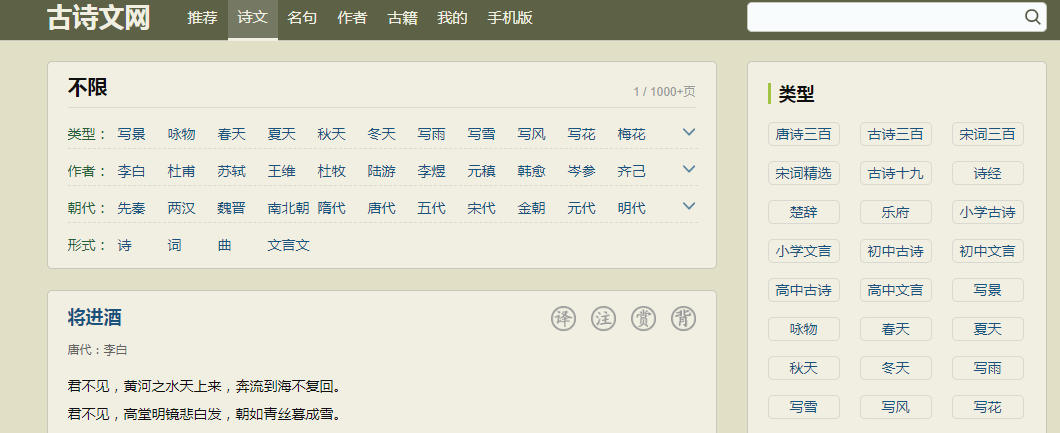 古诗文网 推荐 诗文 名句 作者 古籍 我的 手机版
不限 1 / 1000+页
类型： 写景 咏物 春天 夏天 秋天 冬天 写雨 写雪 写风 写花 梅花
作者： 李白 杜甫 苏轼 王维 杜牧 陆游 李煜 元稹 韩愈 岑参 齐己
朝代： 先秦 两汉 魏晋 南北朝 隋代 唐代 五代 宋代 金朝 元代 明代
形式： 诗 词 曲 文言文
将进酒 译 注 赏 背
唐代：李白
君不见，黄河之水天上来，奔流到海不复回。
君不见，高堂明镜悲白发，朝如青丝暮成雪。
类型
唐诗三百 古诗三百 宋词三百
宋词精选 古诗十九 诗经
楚辞 乐府 小学古诗
小学文言 初中古诗 初中文言
高中古诗 高中文言 写景
咏物 春天 夏天
秋天 冬天 写雨
写雪 写风 写花